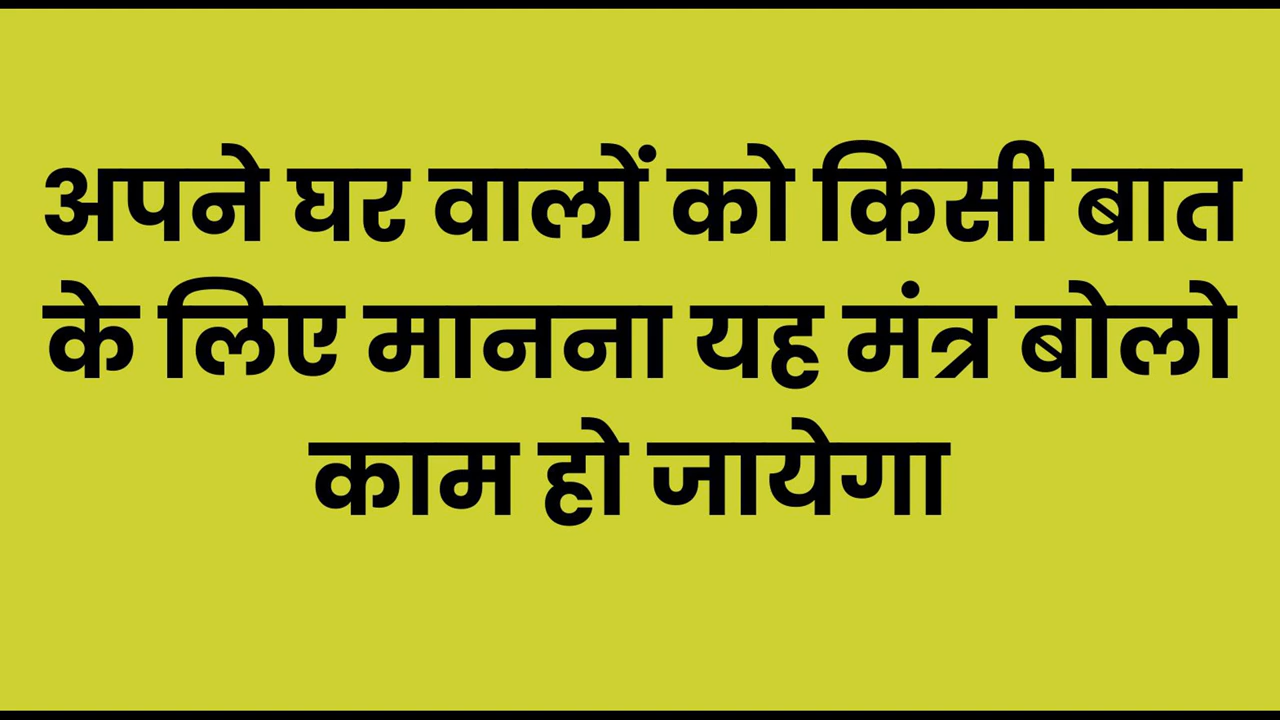 अपने घर वालों को किसी बात
के लिए मानना यह मंत्र बोलो
काम हो जायेगा